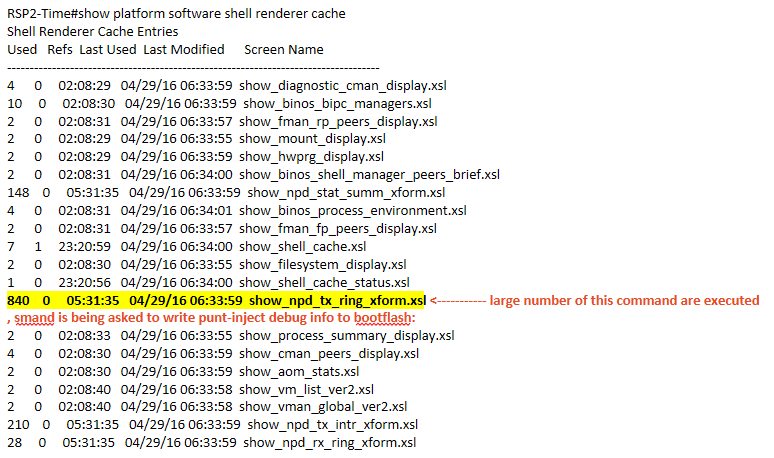 RSP2-Time#show platform software shell renderer cache
Shell Renderer Cache Entries
Used Refs Last Used Last Modified Screen Name
--------------------------------------------------------------------------------
4 0 02:08:29 04/29/16 06:33:59 show_diagnostic_cman_display.xsl
10 0 02:08:30 04/29/16 06:33:59 show_binos_bipc_managers.xsl
2 0 02:08:31 04/29/16 06:33:57 show_fman_rp_peers_display.xsl
2 0 02:08:29 04/29/16 06:33:55 show_mount_display.xsl
2 0 02:08:29 04/29/16 06:33:59 show_hwprg_display.xsl
2 0 02:08:31 04/29/16 06:34:00 show_binos_shell_manager_peers_brief.xsl
148 0 05:31:35 04/29/16 06:33:59 show_npd_stat_summ_xform.xsl
4 0 02:08:31 04/29/16 06:34:01 show_binos_process_environment.xsl
2 0 02:08:31 04/29/16 06:33:57 show_fman_fp_peers_display.xsl
7 1 23:20:59 04/29/16 06:34:00 show_shell_cache.xsl
2 0 02:08:30 04/29/16 06:33:55 show_filesystem_display.xsl
1 0 23:20:56 04/29/16 06:34:00 show_shell_cache_status.xsl
840 0 05:31:35 04/29/16 06:33:59 show_npd_tx_ring_xform.xsl <----------- large number of this command are executed
, smand is being asked to write punt-inject debug info to bootflash:
2 0 02:08:33 04/29/16 06:33:55 show_process_summary_display.xsl
4 0 02:08:30 04/29/16 06:33:59 show_cman_peers_display.xsl
2 0 02:08:30 04/29/16 06:33:59 show_aom_stats.xsl
2 0 02:08:40 04/29/16 06:33:58 show_vm_list_ver2.xsl
2 0 02:08:40 04/29/16 06:33:58 show_vman_global_ver2.xsl
210 0 05:31:35 04/29/16 06:33:59 show_npd_tx_intr_xform.xsl
28 0 05:31:35 04/29/16 06:33:59 show_npd_rx_ring_xform.xsl